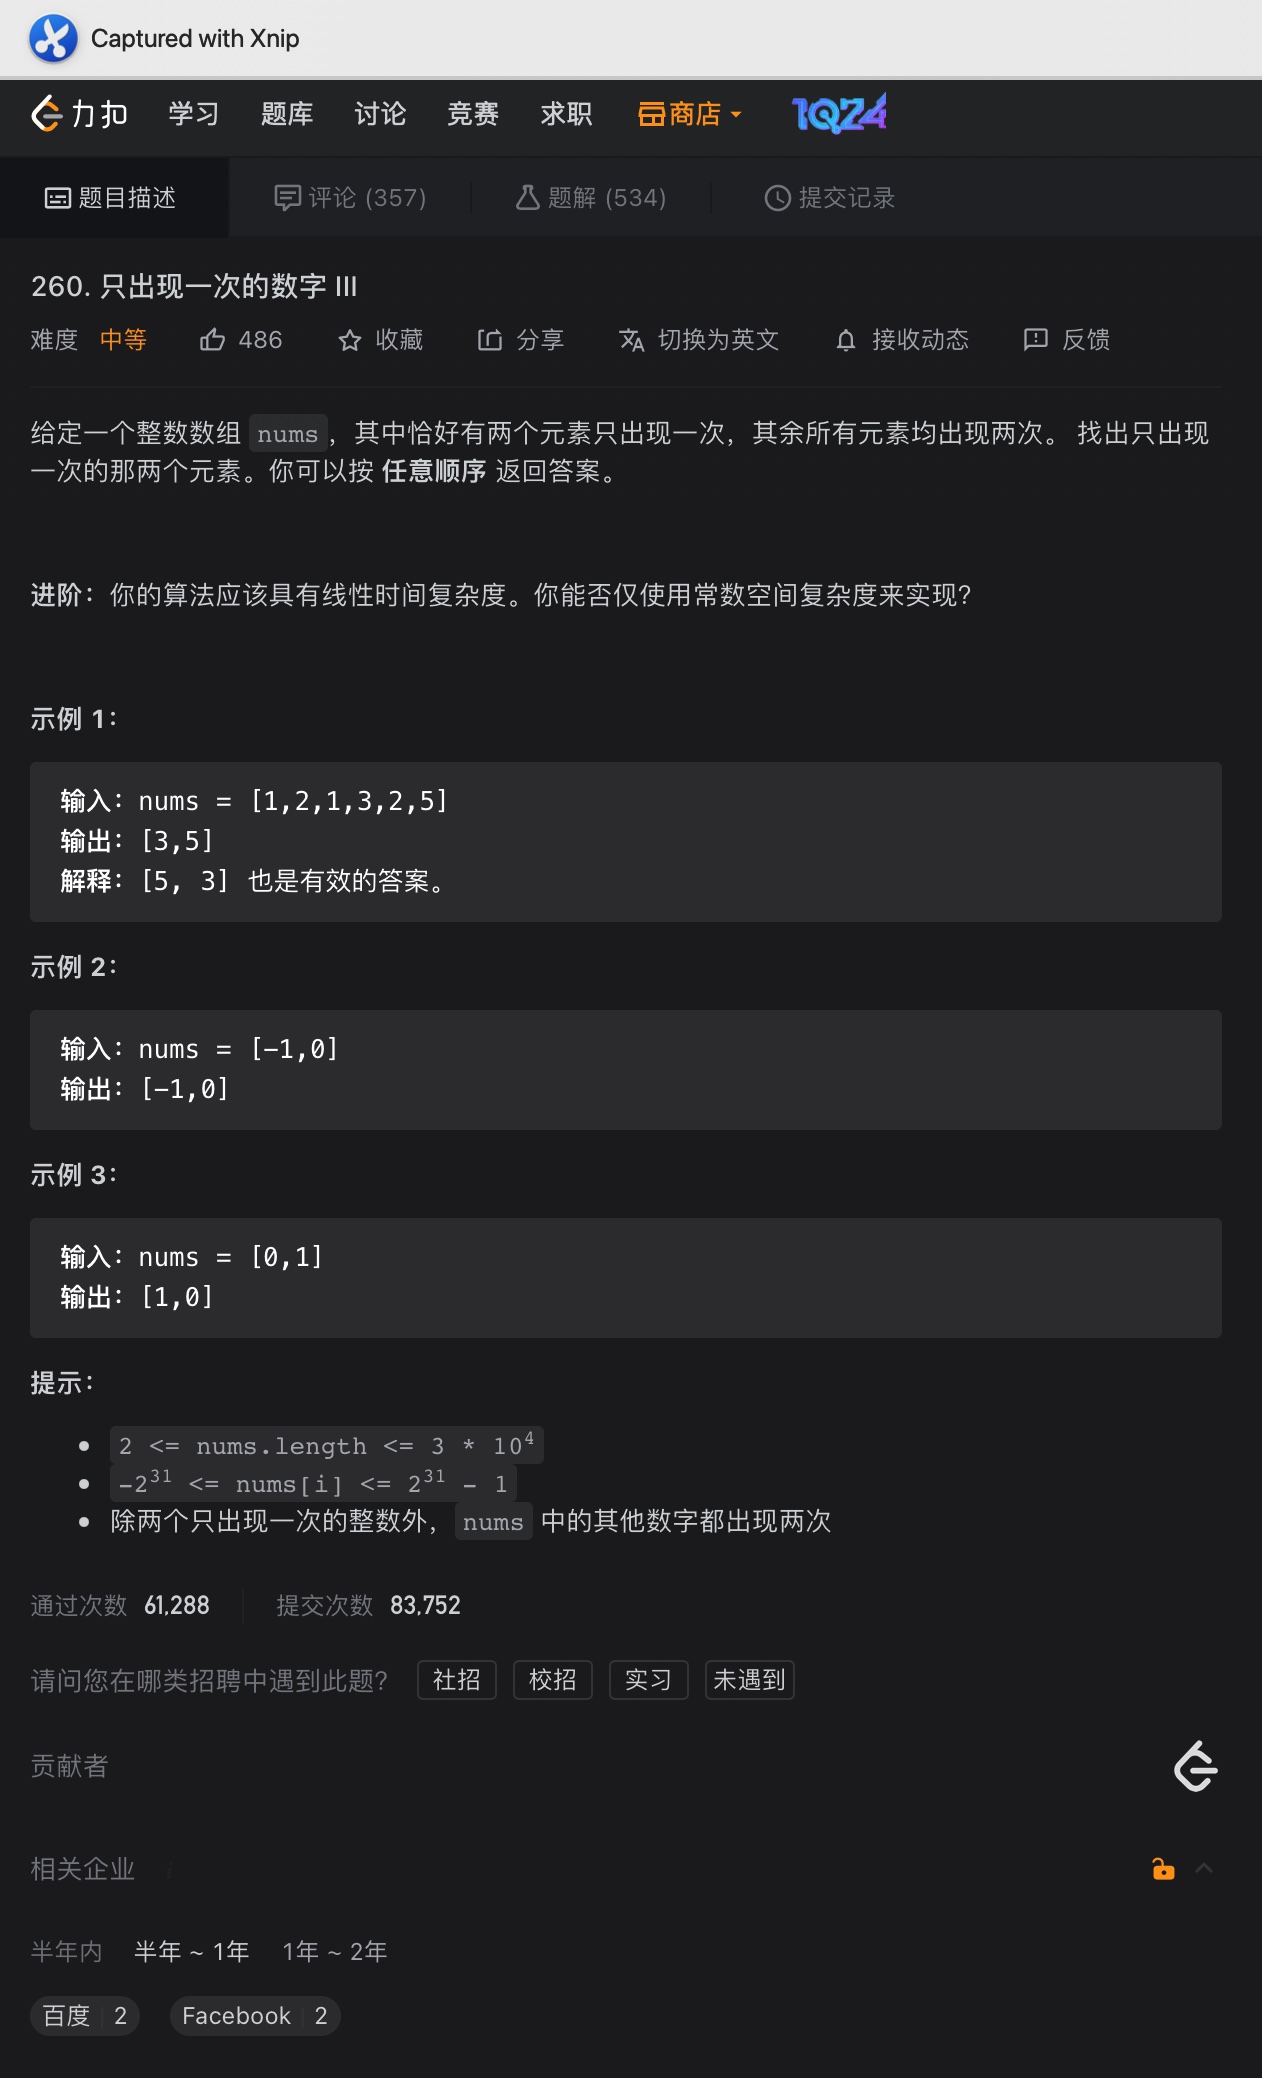 Captured with Xnip
力扣 学习 题库 讨论 竞赛 求职 商店 1024
题目描述 评论 (357) 题解 (534) 提交记录
260. 只出现一次的数字 III
难度 中等 486 收藏 分享 切换为英文 接收动态 反馈
给定一个整数数组 nums，其中恰好有两个元素只出现一次，其余所有元素均出现两次。 找出只出现
一次的那两个元素。你可以按 任意顺序 返回答案。
进阶：你的算法应该具有线性时间复杂度。你能否仅使用常数空间复杂度来实现？
示例 1：
输入：nums = [1,2,1,3,2,5]
输出：[3,5]
解释：[5, 3] 也是有效的答案。
示例 2：
输入：nums = [-1,0]
输出：[-1,0]
示例 3：
输入：nums = [0,1]
输出：[1,0]
提示：
2 <= nums.length <= 3 * 10⁴
-2³¹ <= nums[i] <= 2³¹ - 1
除两个只出现一次的整数外，nums 中的其他数字都出现两次
通过次数 61,288 提交次数 83,752
请问您在哪类招聘中遇到此题？ 社招 校招 实习 未遇到
贡献者
相关企业
半年内 半年 ~ 1年 1年 ~ 2年
百度 2 Facebook 2